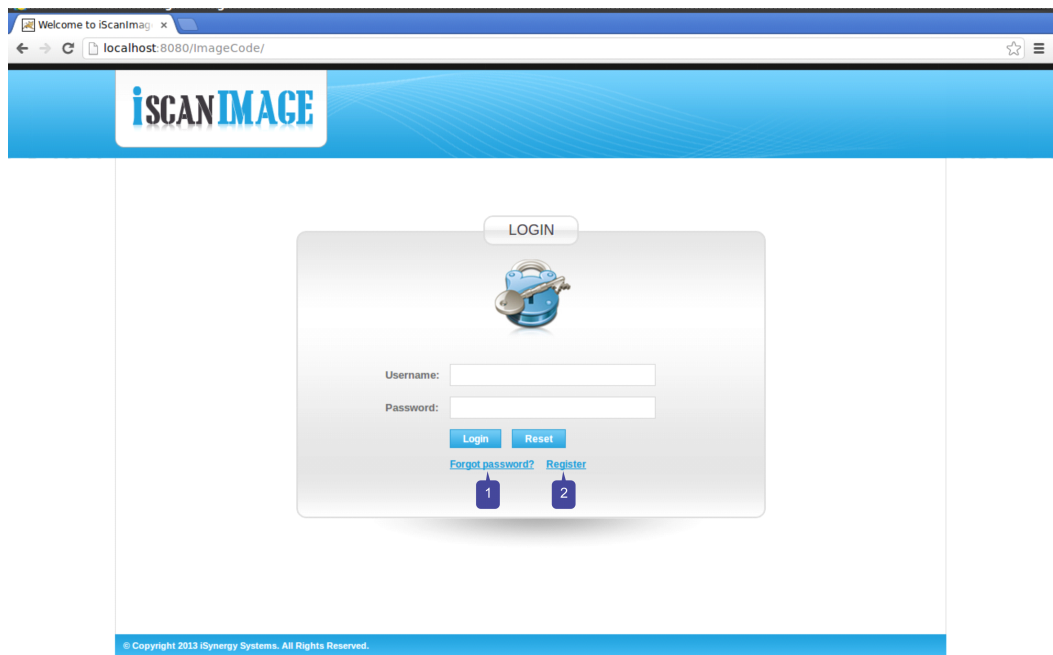 Welcome to iScanImag
localhost:8080/ImageCode/
iSCANIMAGE
LOGIN
Username:
Password:
Login Reset
Forgot password? Register
1 2
© Copyright 2013 iSynergy Systems. All Rights Reserved.